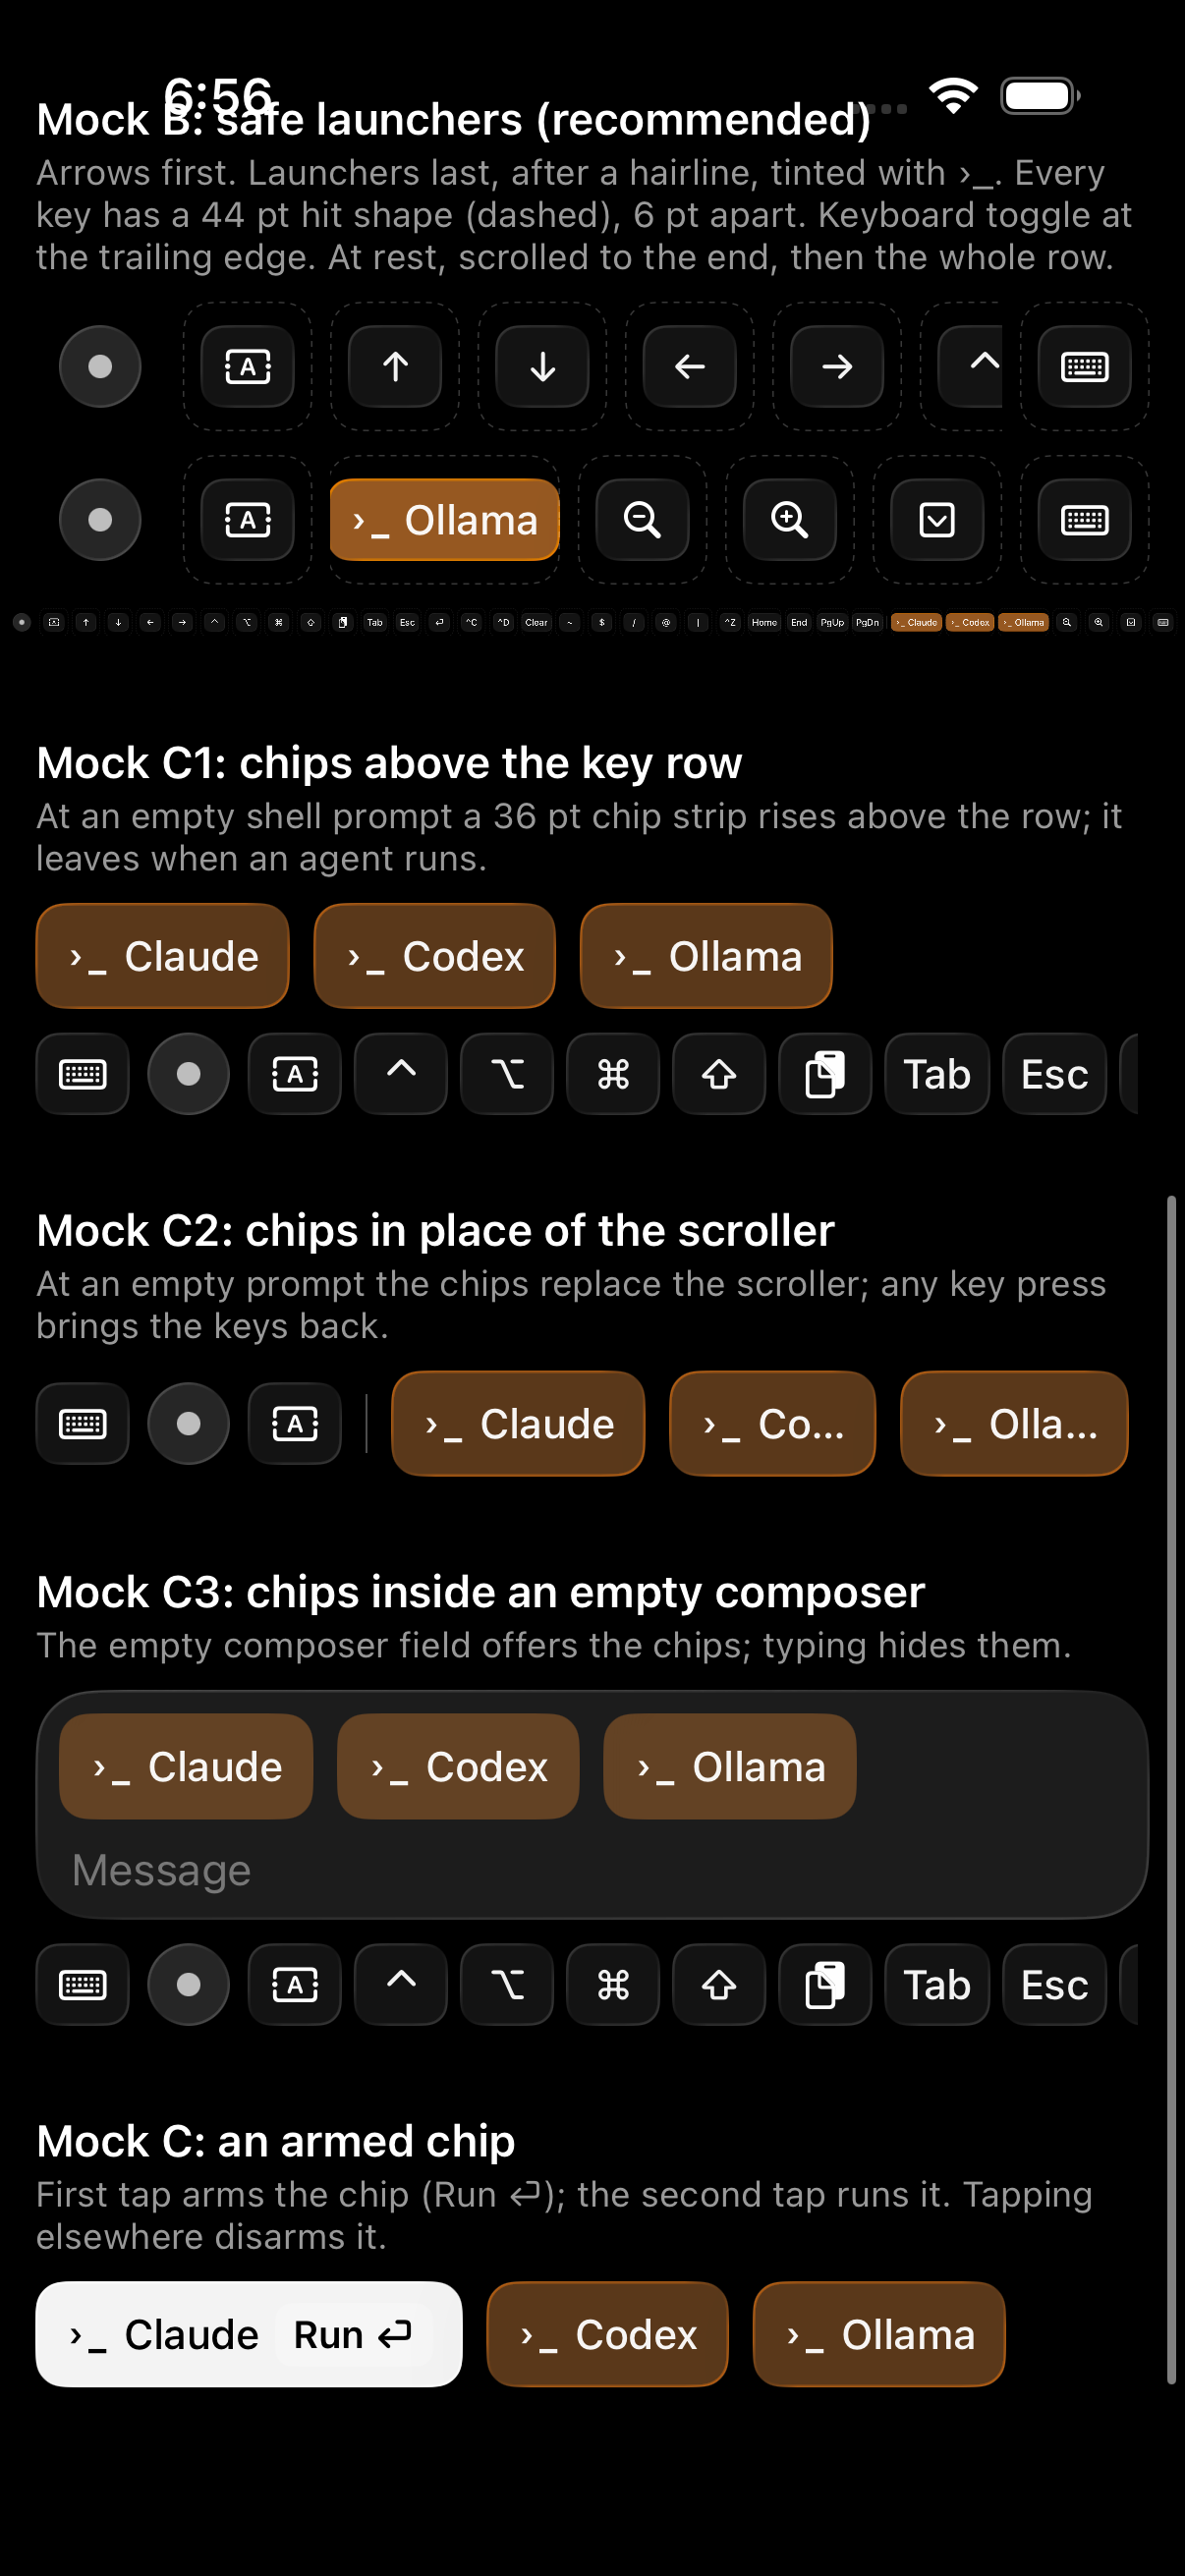 6:56
Mock B: safe launchers (recommended)
Arrows first. Launchers last, after a hairline, tinted with ›_. Every
key has a 44 pt hit shape (dashed), 6 pt apart. Keyboard toggle at
the trailing edge. At rest, scrolled to the end, then the whole row.
A ↑ ↓ ← → ^
A ›_ Ollama
A ↑ ↓ ← → ^ ⌥ ⌘ ⇧ Tab Esc ⏎ ^C ^D Clear ~ $ / @ | ^Z Home End PgUp PgDn ›_ Claude ›_ Codex ›_ Ollama
Mock C1: chips above the key row
At an empty shell prompt a 36 pt chip strip rises above the row; it
leaves when an agent runs.
›_ Claude ›_ Codex ›_ Ollama
A ^ ⌥ ⌘ ⇧ Tab Esc
Mock C2: chips in place of the scroller
At an empty prompt the chips replace the scroller; any key press
brings the keys back.
A ›_ Claude ›_ Co... ›_ Olla...
Mock C3: chips inside an empty composer
The empty composer field offers the chips; typing hides them.
›_ Claude ›_ Codex ›_ Ollama
Message
A ^ ⌥ ⌘ ⇧ Tab Esc
Mock C: an armed chip
First tap arms the chip (Run ⏎); the second tap runs it. Tapping
elsewhere disarms it.
›_ Claude Run ⏎ ›_ Codex ›_ Ollama